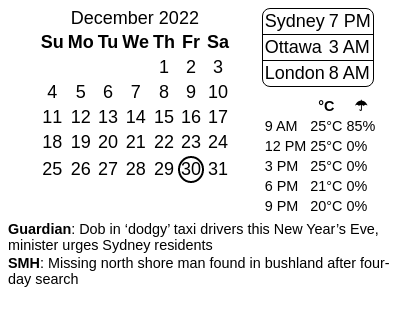 December 2022
Su Mo Tu We Th Fr Sa
1 2 3
4 5 6 7 8 9 10
11 12 13 14 15 16 17
18 19 20 21 22 23 24
25 26 27 28 29 30 31
Sydney 7 PM
Ottawa 3 AM
London 8 AM
°C ☂
9 AM 25°C 85%
12 PM 25°C 0%
3 PM 25°C 0%
6 PM 21°C 0%
9 PM 20°C 0%
Guardian: Dob in ‘dodgy’ taxi drivers this New Year’s Eve,
minister urges Sydney residents
SMH: Missing north shore man found in bushland after four-
day search